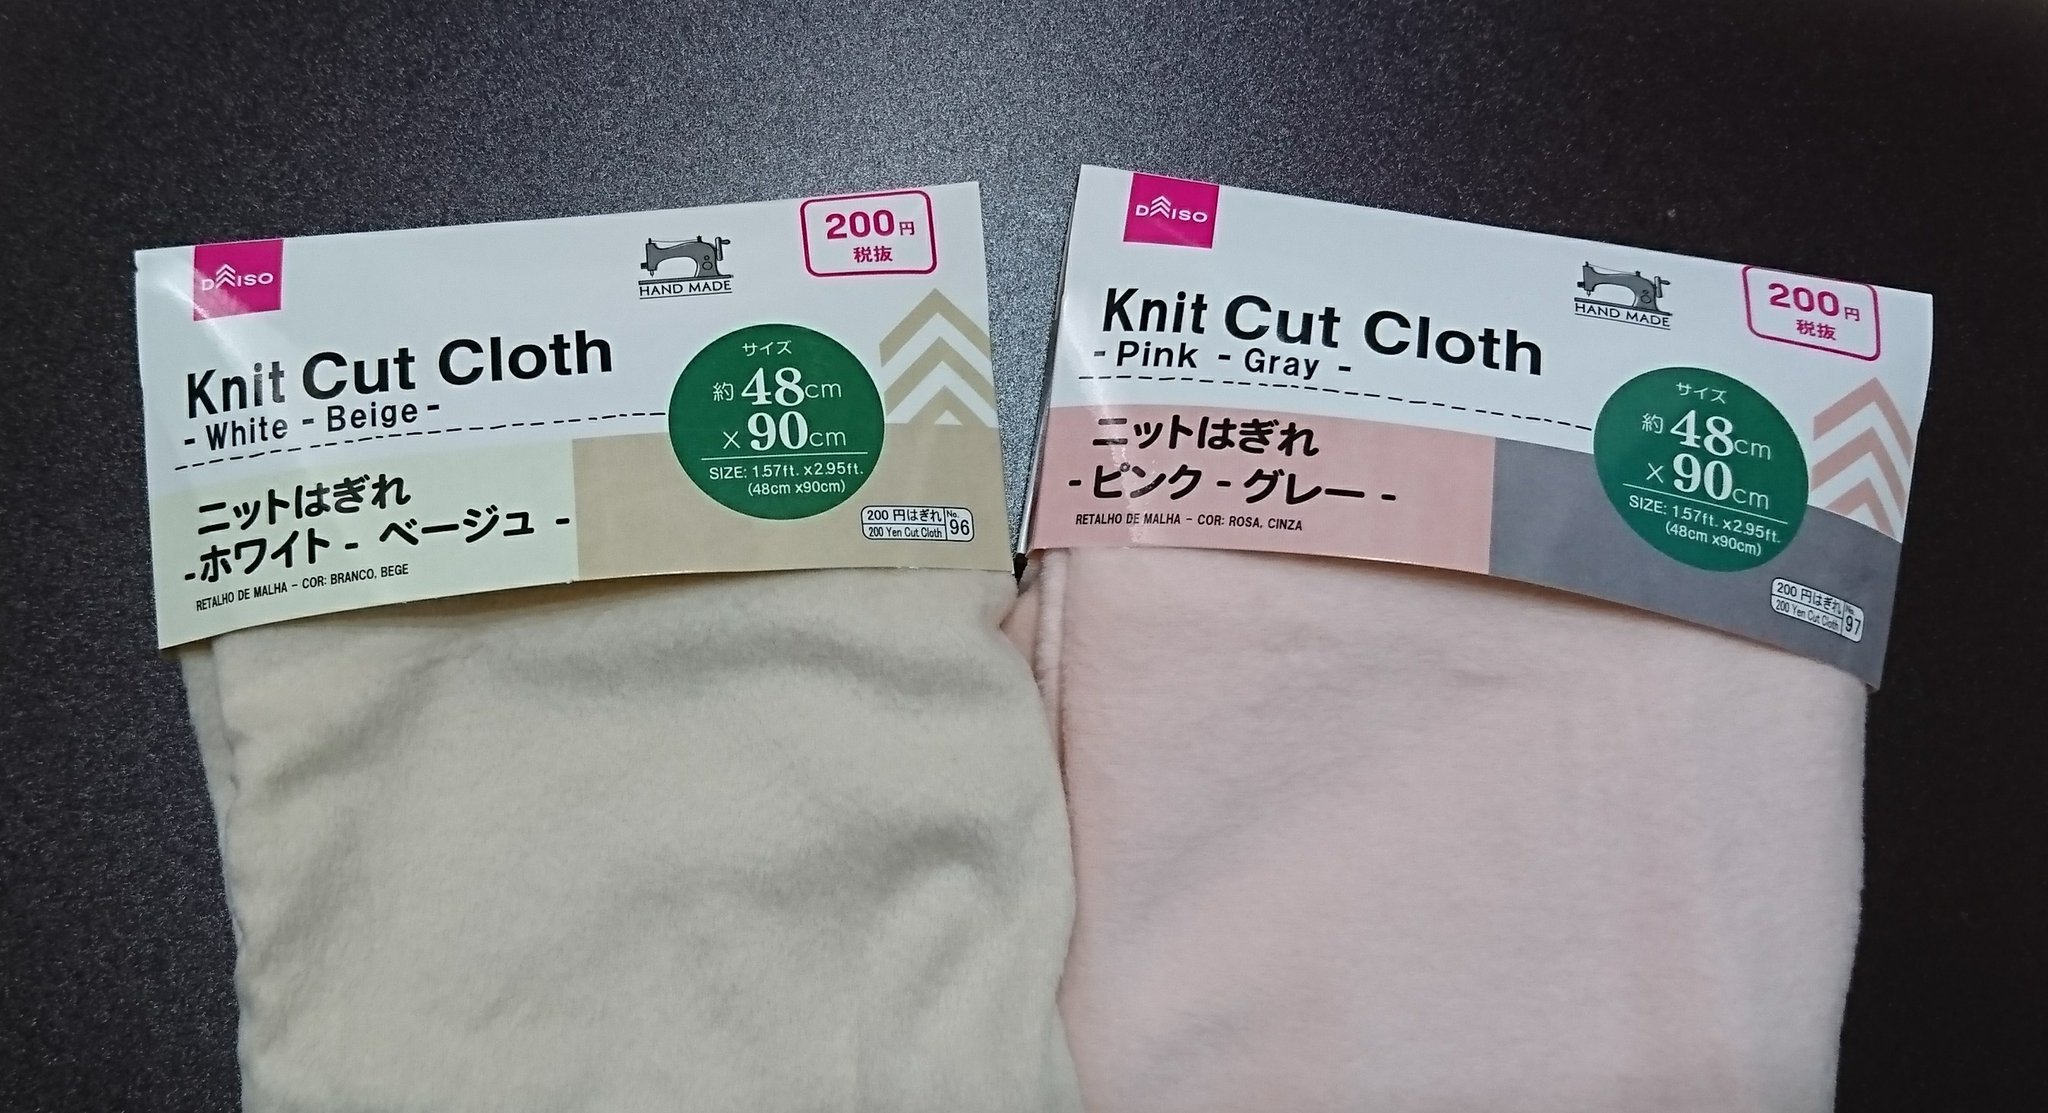 DAISO
HAND MADE
200円
税抜
Knit Cut Cloth
- White - Beige -
サイズ
約48cm
×90cm
SIZE: 1.57ft. x2.95ft.
(48cm x90cm)
ニットはぎれ
-ホワイト - ベージュ -
RETALHO DE MALHA - COR: BRANCO, BEGE
200 円はぎれ No.
200 Yen Cut Cloth 96
DAISO
HAND MADE
200円
税抜
Knit Cut Cloth
- Pink - Gray -
サイズ
約48cm
×90cm
SIZE: 1.57ft. x2.95ft.
(48cm x90cm)
ニットはぎれ
-ピンク - グレー -
RETALHO DE MALHA - COR: ROSA, CINZA
200 円はぎれ No.
200 Yen Cut Cloth 97